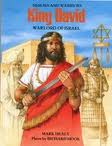 HEROES AND WARRIORS
King David
WARLORD OF ISRAEL
MARK HEALY
Plates by RICHARD HOOK